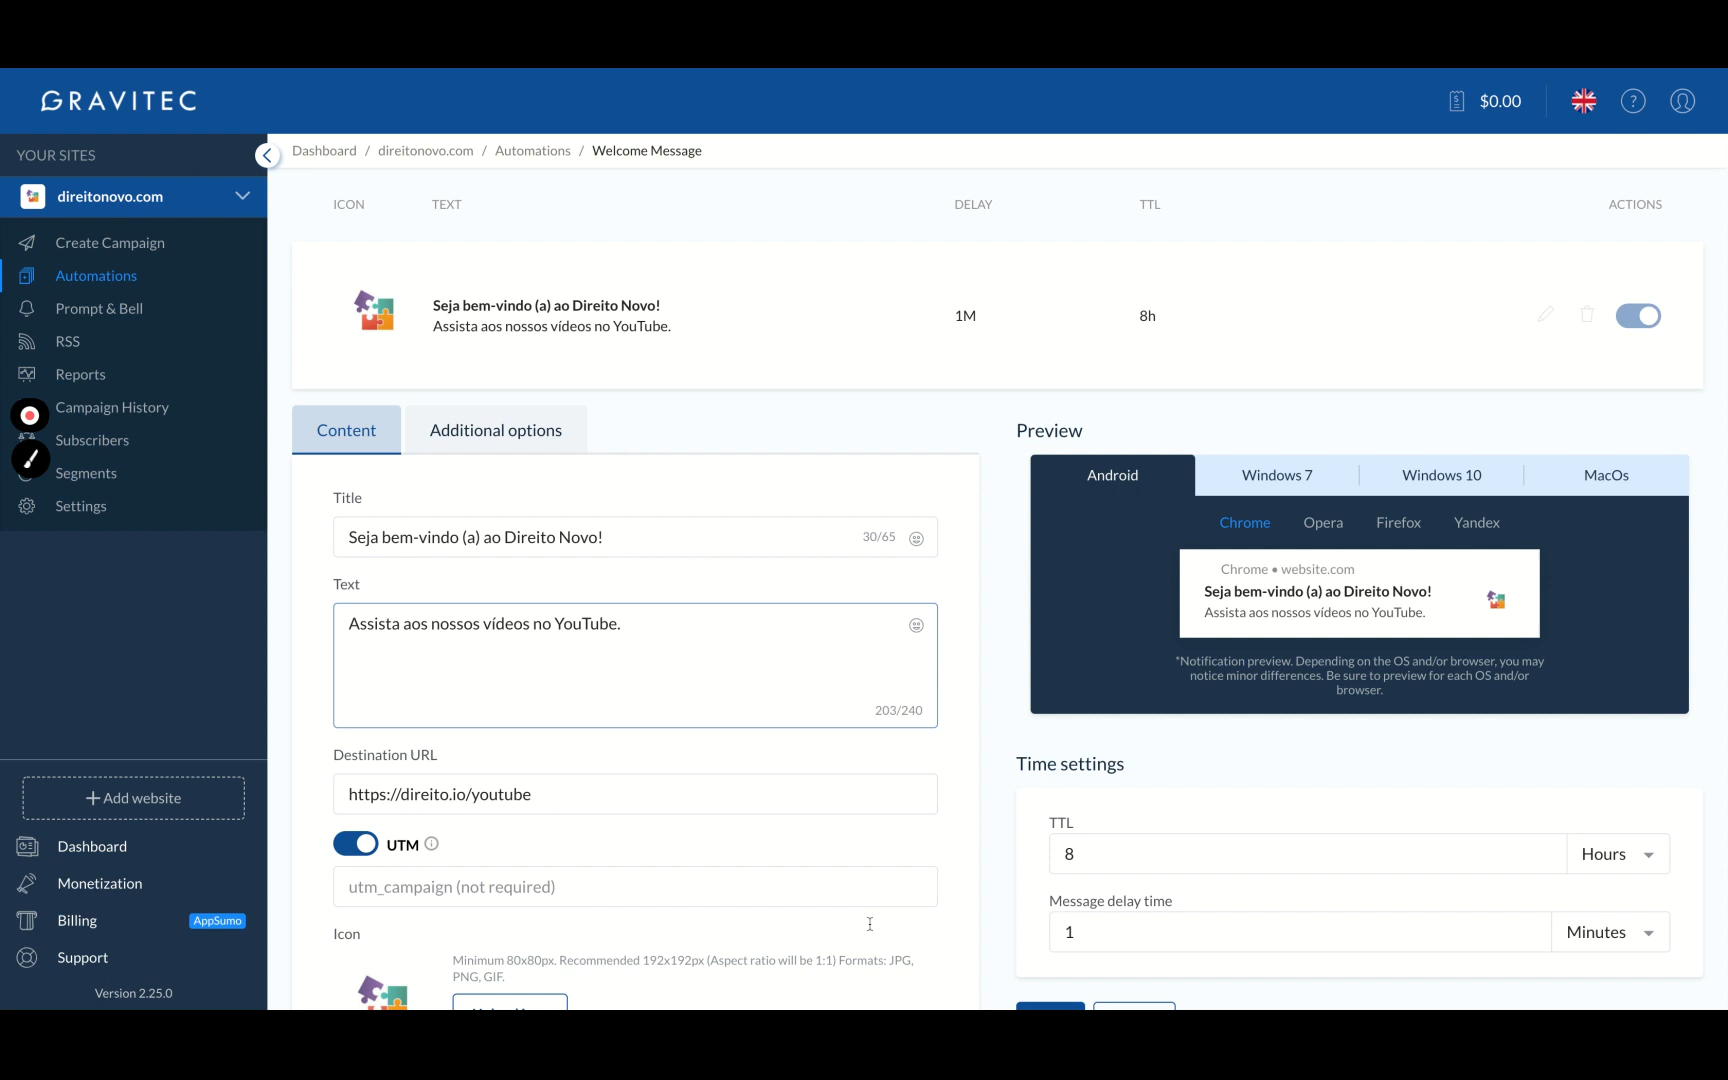 GRAVITEC
$0.00
YOUR SITES
direitonovo.com
Create Campaign
Automations
Prompt & Bell
RSS
Reports
Campaign History
Subscribers
Segments
Settings
Add website
Dashboard
Monetization
Billing AppSumo
Support
Version 2.25.0
Dashboard / direitonovo.com / Automations / Welcome Message
ICON TEXT DELAY TTL ACTIONS
Seja bem-vindo (a) ao Direito Novo!
Assista aos nossos vídeos no YouTube.
1M 8h
Content Additional options
Title
Seja bem-vindo (a) ao Direito Novo! 30/65
Text
Assista aos nossos vídeos no YouTube.
203/240
Destination URL
https://direito.io/youtube
UTM
utm_campaign (not required)
Icon
Minimum 80x80px. Recommended 192x192px (Aspect ratio will be 1:1) Formats: JPG,
PNG, GIF.
Preview
Android Windows 7 Windows 10 MacOs
Chrome Opera Firefox Yandex
Chrome • website.com
Seja bem-vindo (a) ao Direito Novo!
Assista aos nossos vídeos no YouTube.
*Notification preview. Depending on the OS and/or browser, you may
notice minor differences. Be sure to preview for each OS and/or
browser.
Time settings
TTL
8 Hours
Message delay time
1 Minutes